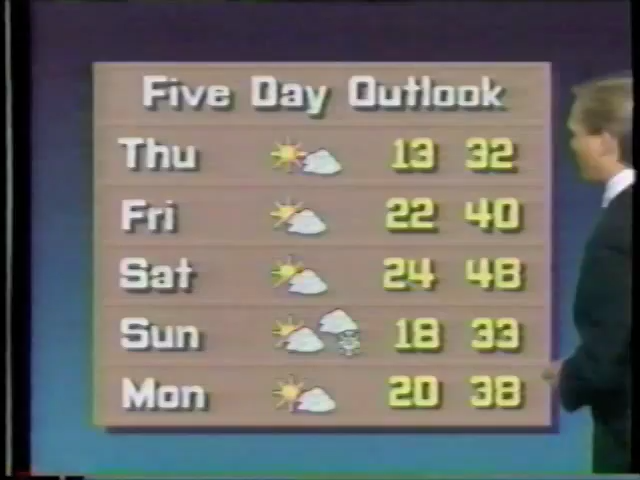 Five Day Outlook
Thu 13 32
Fri 22 40
Sat 24 48
Sun 18 33
Mon 20 38